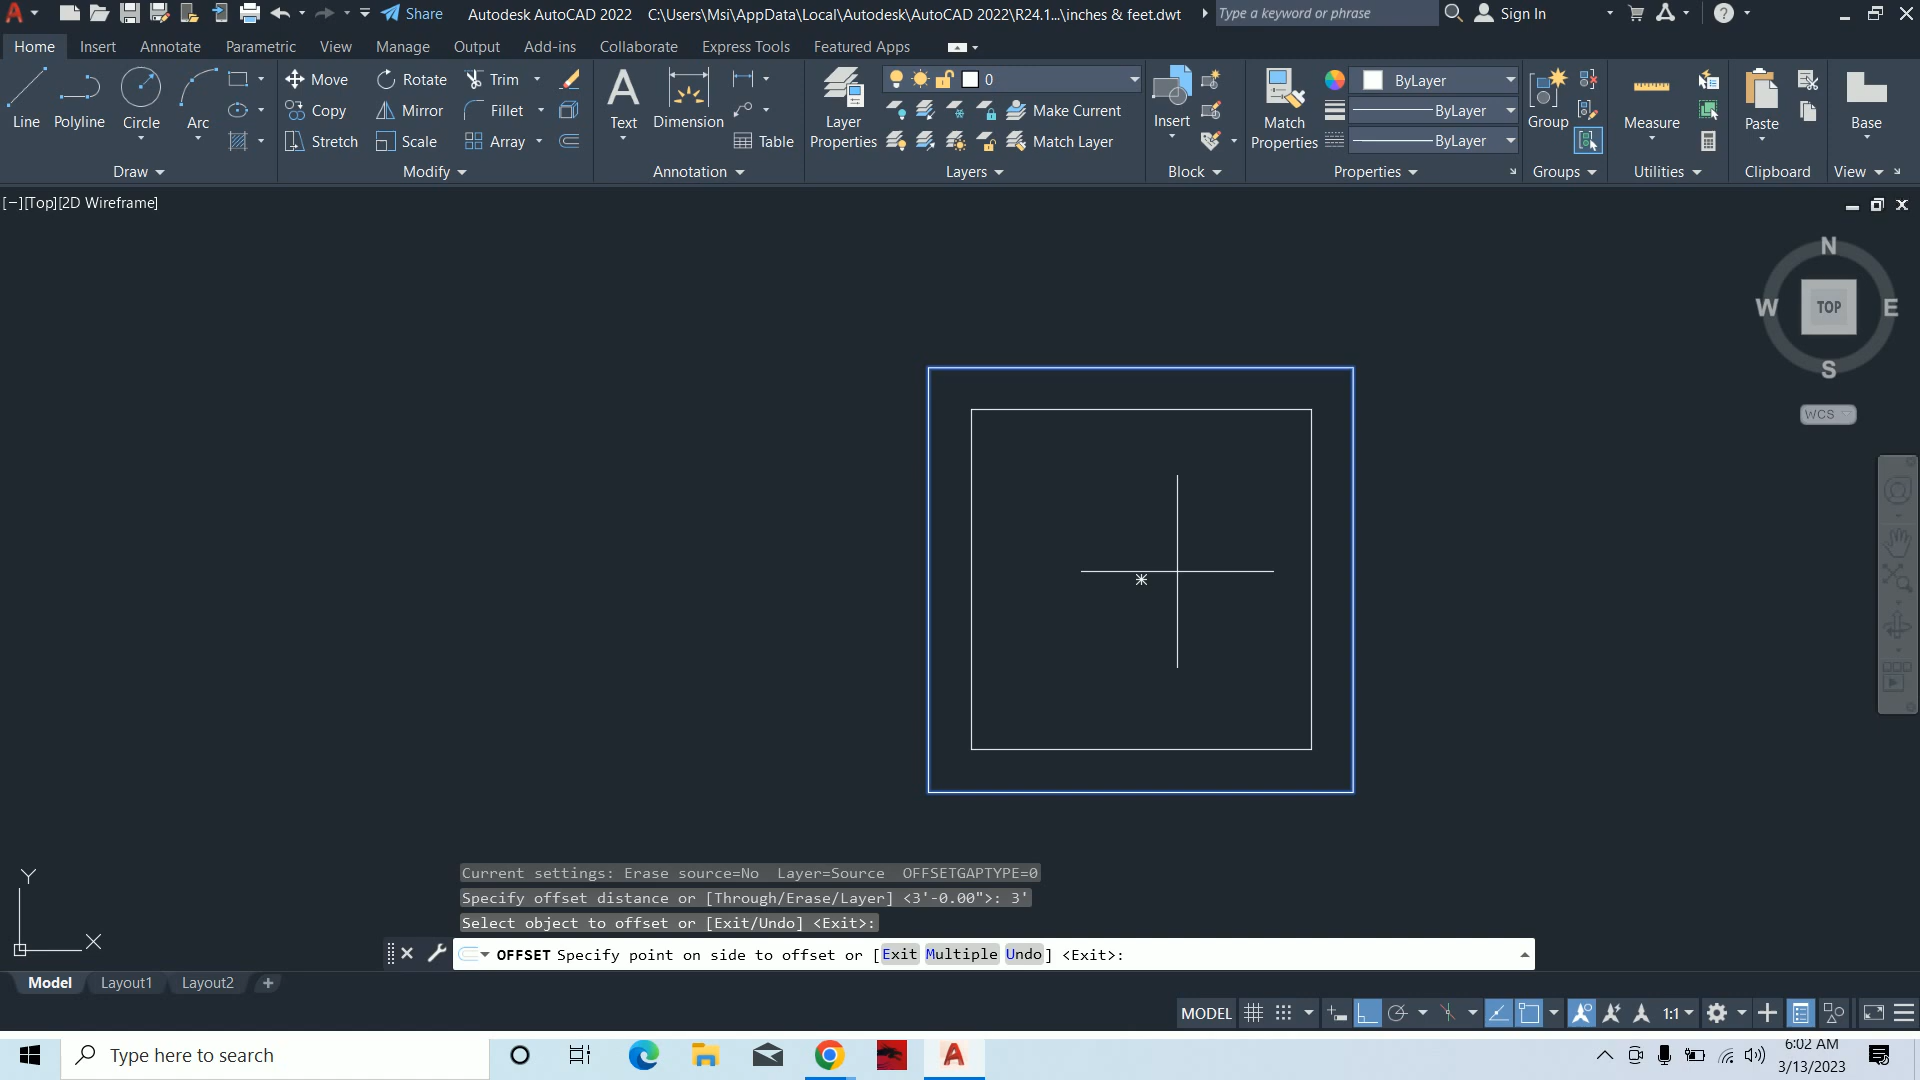 Share
Autodesk AutoCAD 2022 C:\Users\Msi\AppData\Local\Autodesk\AutoCAD 2022\R24.1...\inches & feet.dwt
Type a keyword or phrase
Sign In
Home Insert Annotate Parametric View Manage Output Add-ins Collaborate Express Tools Featured Apps
Line Polyline Circle Arc
Draw
Move Rotate Trim
Copy Mirror Fillet
Stretch Scale Array
Modify
Text Dimension Table
Annotation
Layer Properties
0
Make Current
Match Layer
Layers
Insert
Block
Match Properties
ByLayer
ByLayer
ByLayer
Properties
Group
Groups
Measure
Utilities
Paste
Clipboard
Base
View
[−][Top][2D Wireframe]
N
W TOP E
S
WCS
Y
X
Current settings: Erase source=No Layer=Source OFFSETGAPTYPE=0
Specify offset distance or [Through/Erase/Layer] <3'-0.00">: 3'
Select object to offset or [Exit/Undo] <Exit>:
OFFSET Specify point on side to offset or [Exit Multiple Undo] <Exit>:
Model Layout1 Layout2
MODEL 1:1
Type here to search
6:02 AM
3/13/2023